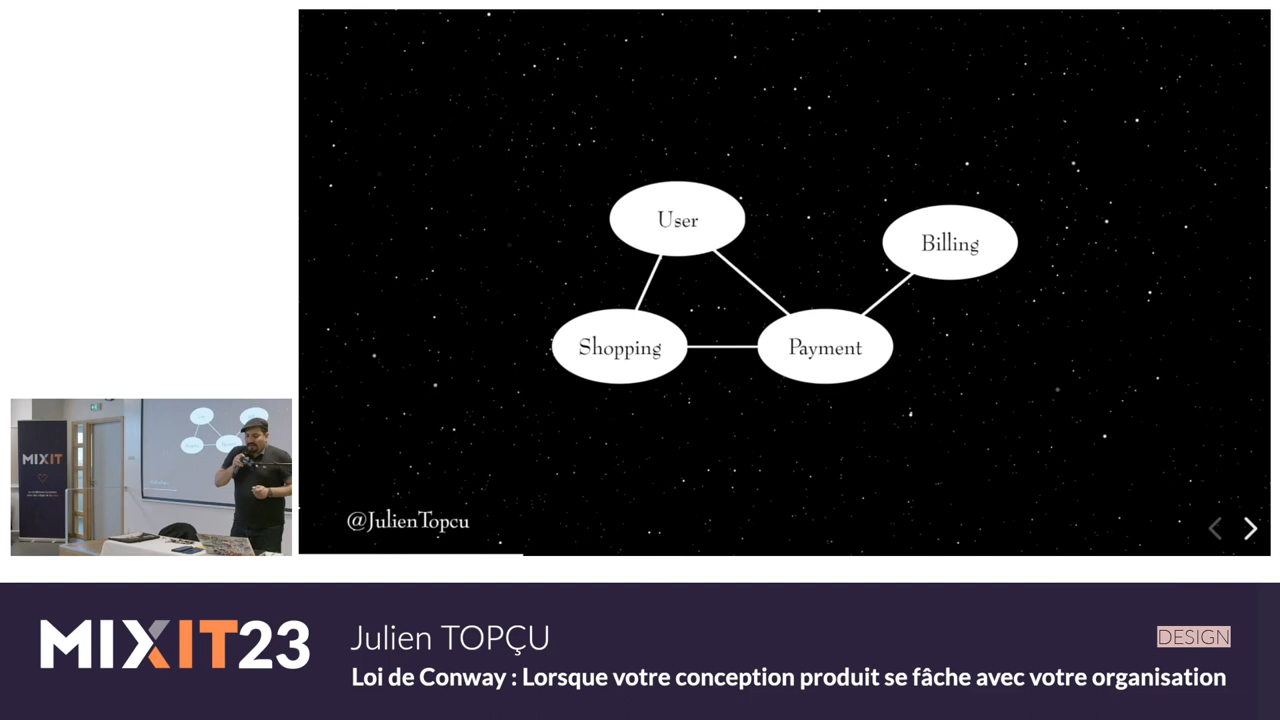 User
Billing
Shopping
Payment
@JulienTopcu
MIXIT
MIXIT23
Julien TOPÇU
DESIGN
Loi de Conway : Lorsque votre conception produit se fâche avec votre organisation